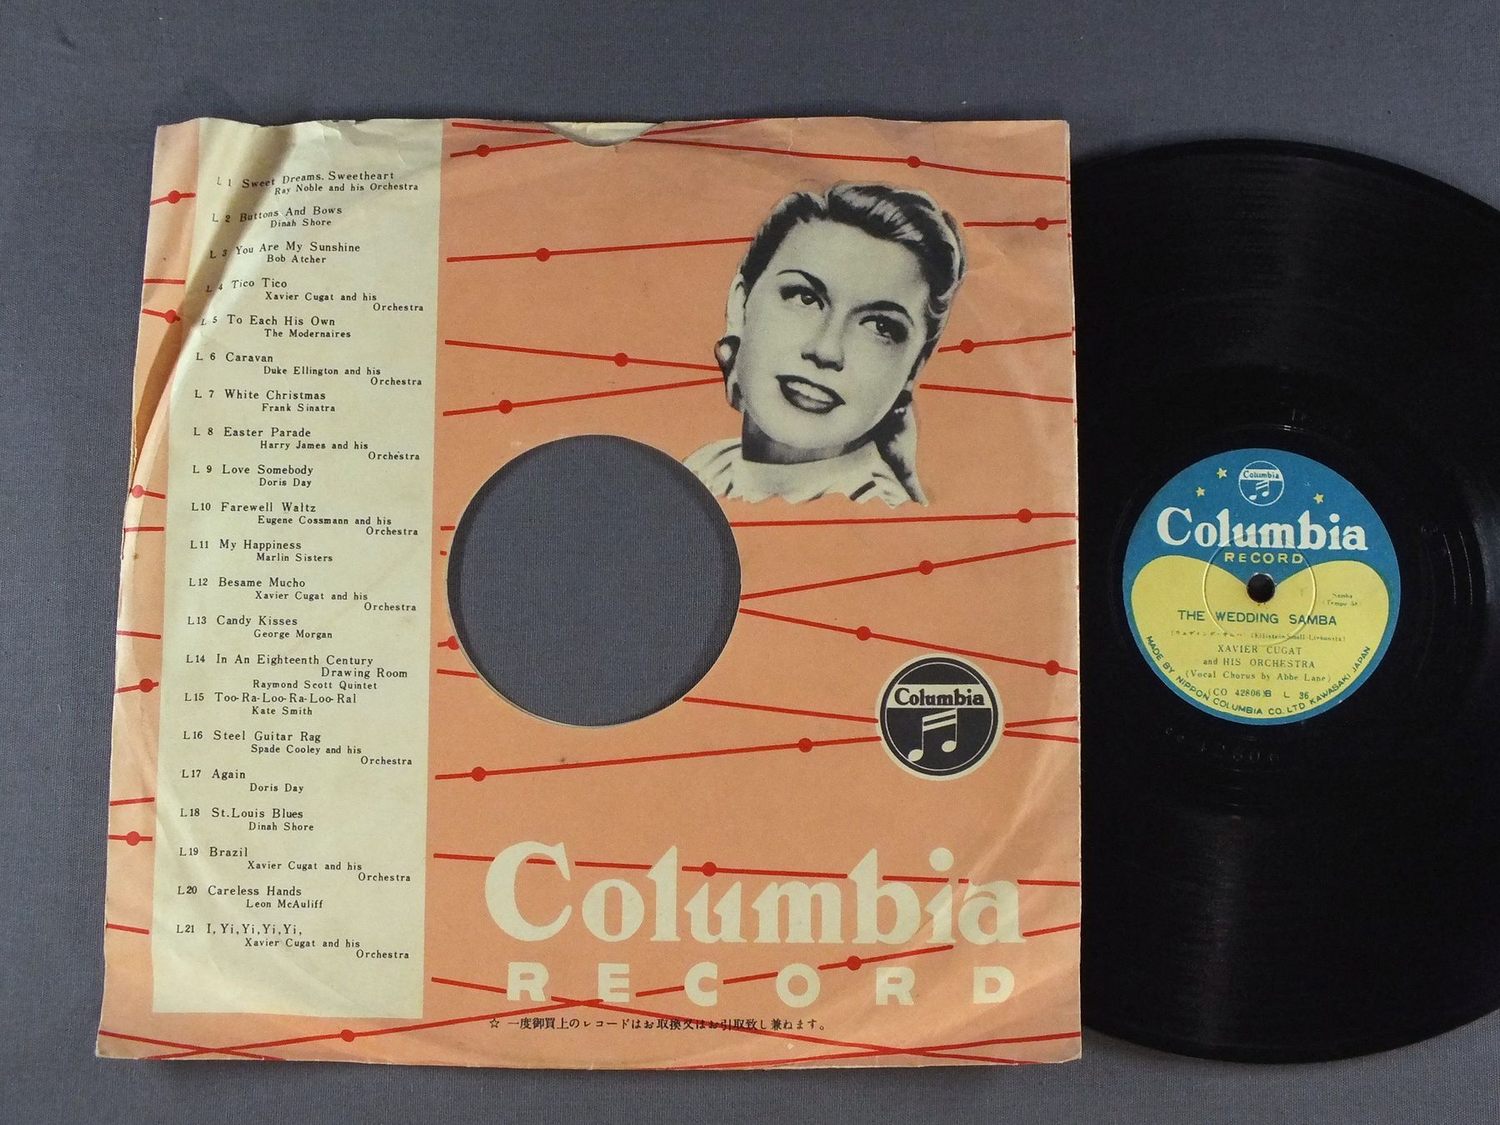 L 1 Sweet Dreams. Sweetheart
Ray Noble and his Orchestra
L 2 Buttons And Bows
Dinah Shore
L 3 You Are My Sunshine
Bob Atcher
L 4 Tico Tico
Xavier Cugat and his
Orchestra
L 5 To Each His Own
The Modernaires
L 6 Caravan
Duke Ellington and his
Orchestra
L 7 White Christmas
Frank Sinatra
L 8 Easter Parade
Harry James and his
Orchestra
L 9 Love Somebody
Doris Day
L10 Farewell Waltz
Eugene Cossmann and his
Orchestra
L11 My Happiness
Marlin Sisters
L12 Besame Mucho
Xavier Cugat and his
Orchestra
L13 Candy Kisses
George Morgan
L14 In An Eighteenth Century
Drawing Room
Raymond Scott Quintet
L15 Too-Ra-Loo-Ra-Loo-Ral
Kate Smith
L16 Steel Guitar Rag
Spade Cooley and his
Orchestra
L17 Again
Doris Day
L18 St.Louis Blues
Dinah Shore
L19 Brazil
Xavier Cugat and his
Orchestra
L20 Careless Hands
Leon McAuliff
L21 I, Yi,Yi,Yi,Yi,
Xavier Cugat and his
Orchestra
Columbia
Columbia
RECORD
☆ 一度御買上のレコードはお取換又はお引取致し兼ねます。
Columbia
Columbia
RECORD
Samba
THE WEDDING SAMBA
XAVIER CUGAT
and HIS ORCHESTRA
(Vocal Chorus by Abbe Lane)
(CO 42806)B L 36
MADE BY NIPPON COLUMBIA CO. LTD KAWASAKI JAPAN